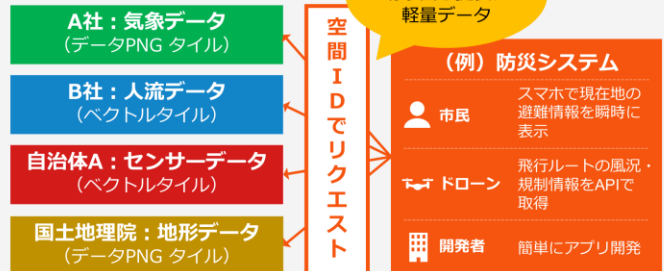 A社：気象データ
（データPNG タイル）
B社：人流データ
（ベクトルタイル）
自治体A：センサーデータ
（ベクトルタイル）
国土地理院：地形データ
（データPNG タイル）
空間IDでリクエスト
軽量データ
（例）防災システム
市民
スマホで現在地の
避難情報を瞬時に
表示
ドローン
飛行ルートの風況・
規制情報をAPIで
取得
開発者
簡単にアプリ開発